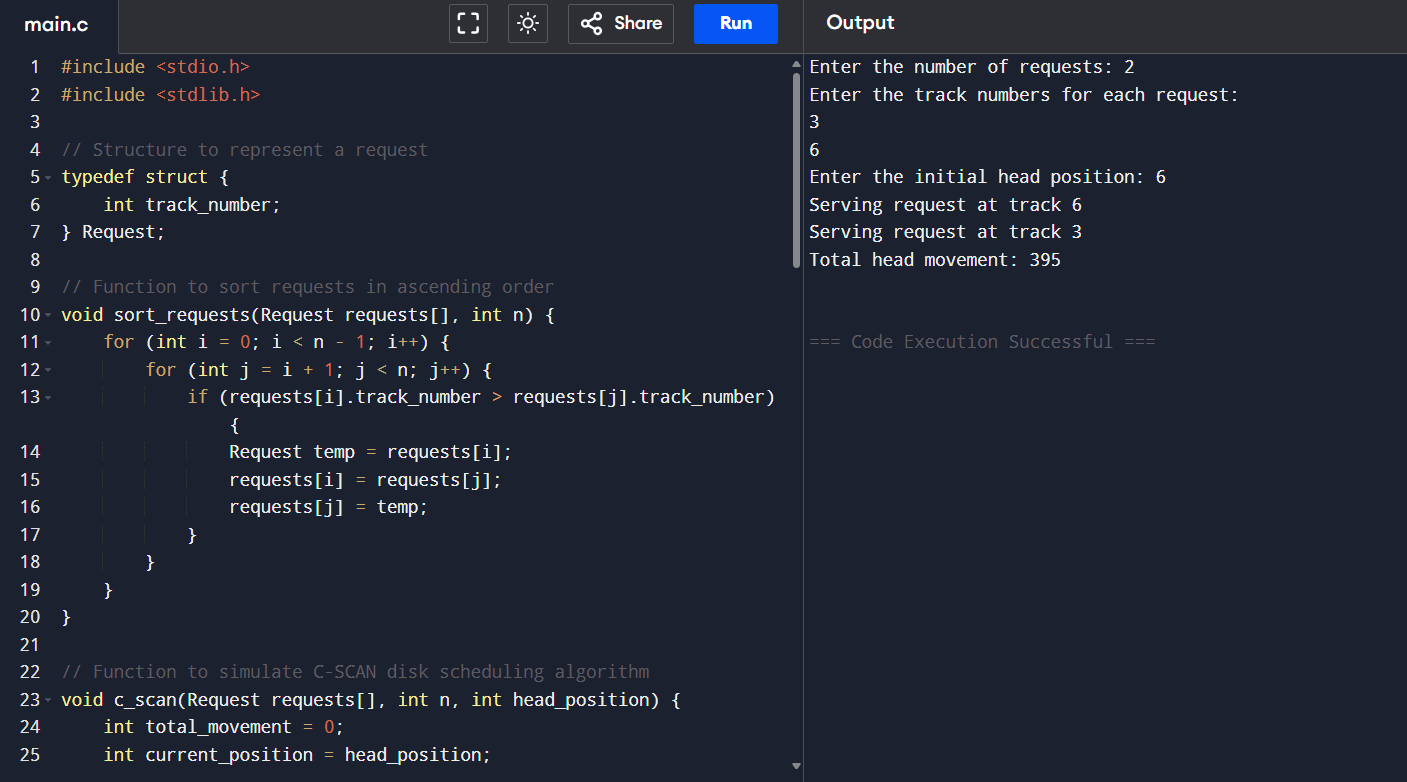 main.c
Share
Run
Output
1 #include <stdio.h>
2 #include <stdlib.h>
3
4 // Structure to represent a request
5 typedef struct {
6     int track_number;
7 } Request;
8
9 // Function to sort requests in ascending order
10 void sort_requests(Request requests[], int n) {
11     for (int i = 0; i < n - 1; i++) {
12         for (int j = i + 1; j < n; j++) {
13             if (requests[i].track_number > requests[j].track_number)
{
14                 Request temp = requests[i];
15                 requests[i] = requests[j];
16                 requests[j] = temp;
17             }
18         }
19     }
20 }
21
22 // Function to simulate C-SCAN disk scheduling algorithm
23 void c_scan(Request requests[], int n, int head_position) {
24     int total_movement = 0;
25     int current_position = head_position;
Enter the number of requests: 2
Enter the track numbers for each request:
3
6
Enter the initial head position: 6
Serving request at track 6
Serving request at track 3
Total head movement: 395
=== Code Execution Successful ===